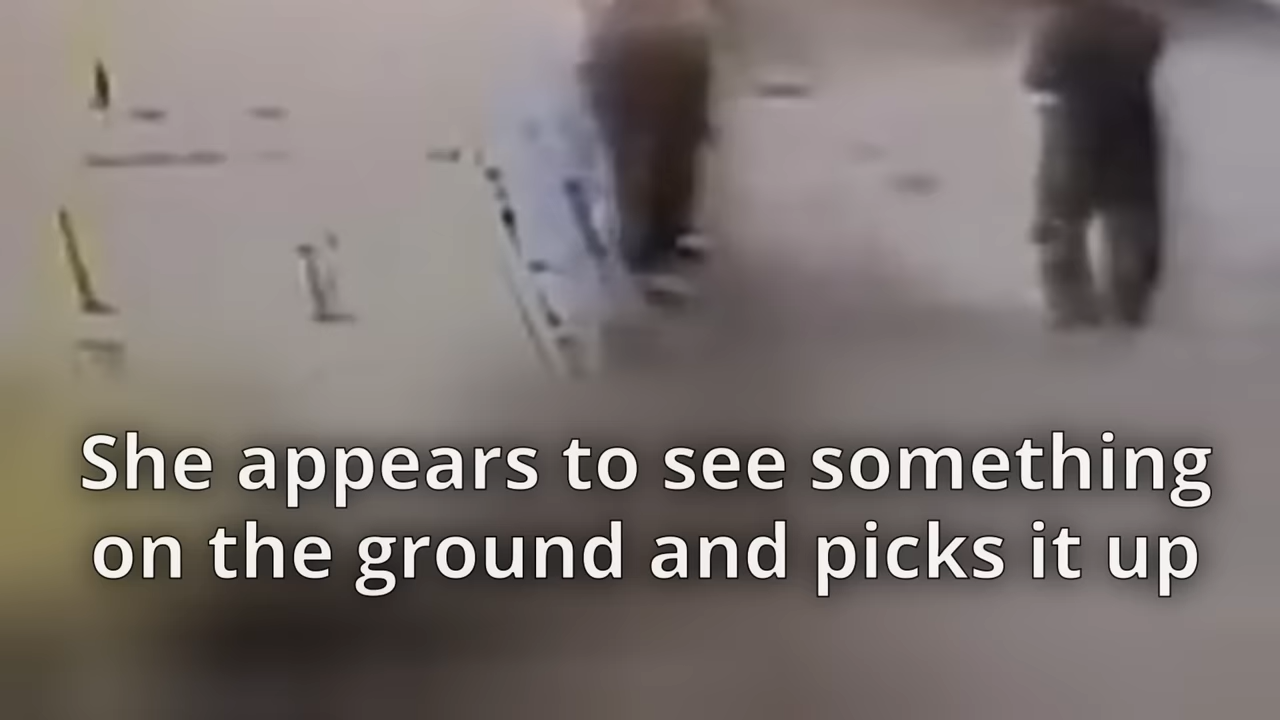 She appears to see something
on the ground and picks it up